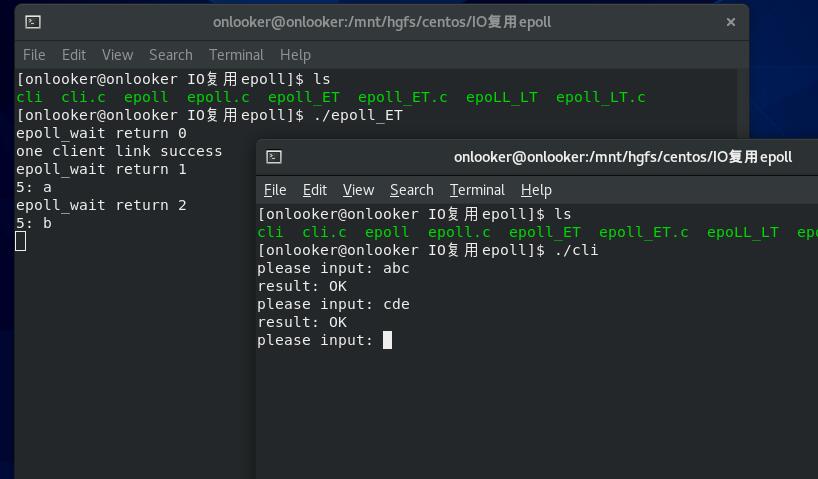 onlooker@onlooker:/mnt/hgfs/centos/IO复用epoll
File Edit View Search Terminal Help
[onlooker@onlooker IO复用epoll]$ ls
cli cli.c epoll epoll.c epoll_ET epoll_ET.c epoLL_LT epoll_LT.c
[onlooker@onlooker IO复用epoll]$ ./epoll_ET
epoll_wait return 0
one client link success
epoll_wait return 1
5: a
epoll_wait return 2
5: b
onlooker@onlooker:/mnt/hgfs/centos/IO复用epoll
File Edit View Search Terminal Help
[onlooker@onlooker IO复用epoll]$ ls
cli cli.c epoll epoll.c epoll_ET epoll_ET.c epoLL_LT
[onlooker@onlooker IO复用epoll]$ ./cli
please input: abc
result: OK
please input: cde
result: OK
please input: